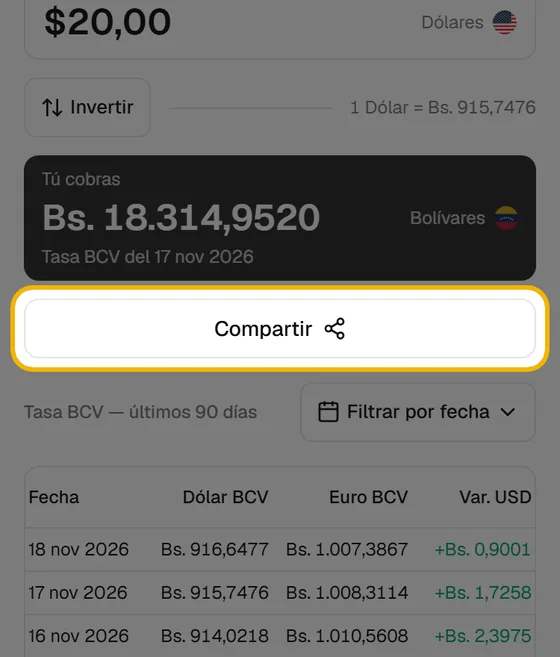 $20,00 Dólares
Invertir 1 Dólar = Bs. 915,7476
Tú cobras
Bs. 18.314,9520 Bolívares
Tasa BCV del 17 nov 2026
Compartir
Tasa BCV — últimos 90 días Filtrar por fecha
Fecha Dólar BCV Euro BCV Var. USD
18 nov 2026 Bs. 916,6477 Bs. 1.007,3867 +Bs. 0,9001
17 nov 2026 Bs. 915,7476 Bs. 1.008,3114 +Bs. 1,7258
16 nov 2026 Bs. 914,0218 Bs. 1.010,5608 +Bs. 2,3975